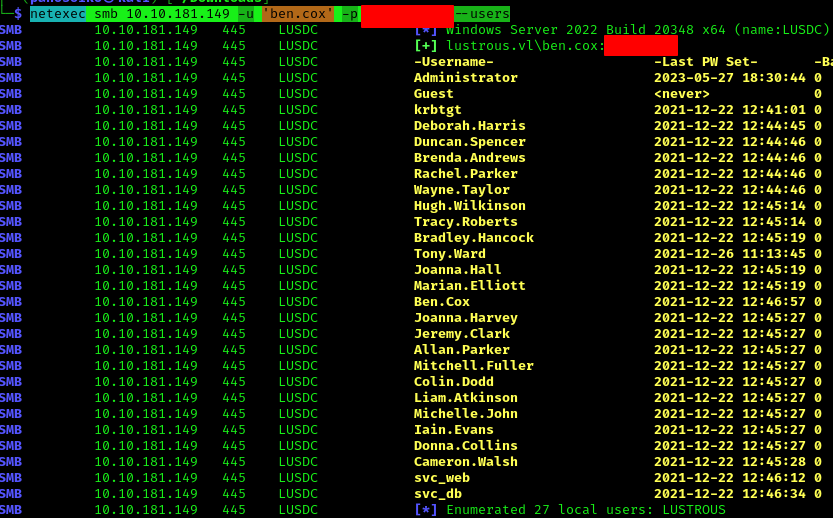 $ netexec smb 10.10.181.149 -u 'ben.cox' -p --users
SMB 10.10.181.149 445 LUSDC [*] Windows Server 2022 Build 20348 x64 (name:LUSDC)
SMB 10.10.181.149 445 LUSDC [+] lustrous.vl\ben.cox:
SMB 10.10.181.149 445 LUSDC -Username- -Last PW Set- -Ba
SMB 10.10.181.149 445 LUSDC Administrator 2023-05-27 18:30:44 0
SMB 10.10.181.149 445 LUSDC Guest <never> 0
SMB 10.10.181.149 445 LUSDC krbtgt 2021-12-22 12:41:01 0
SMB 10.10.181.149 445 LUSDC Deborah.Harris 2021-12-22 12:44:45 0
SMB 10.10.181.149 445 LUSDC Duncan.Spencer 2021-12-22 12:44:46 0
SMB 10.10.181.149 445 LUSDC Brenda.Andrews 2021-12-22 12:44:46 0
SMB 10.10.181.149 445 LUSDC Rachel.Parker 2021-12-22 12:44:46 0
SMB 10.10.181.149 445 LUSDC Wayne.Taylor 2021-12-22 12:44:46 0
SMB 10.10.181.149 445 LUSDC Hugh.Wilkinson 2021-12-22 12:45:14 0
SMB 10.10.181.149 445 LUSDC Tracy.Roberts 2021-12-22 12:45:14 0
SMB 10.10.181.149 445 LUSDC Bradley.Hancock 2021-12-22 12:45:19 0
SMB 10.10.181.149 445 LUSDC Tony.Ward 2021-12-26 11:13:45 0
SMB 10.10.181.149 445 LUSDC Joanna.Hall 2021-12-22 12:45:19 0
SMB 10.10.181.149 445 LUSDC Marian.Elliott 2021-12-22 12:45:19 0
SMB 10.10.181.149 445 LUSDC Ben.Cox 2021-12-22 12:46:57 0
SMB 10.10.181.149 445 LUSDC Joanna.Harvey 2021-12-22 12:45:27 0
SMB 10.10.181.149 445 LUSDC Jeremy.Clark 2021-12-22 12:45:27 0
SMB 10.10.181.149 445 LUSDC Allan.Parker 2021-12-22 12:45:27 0
SMB 10.10.181.149 445 LUSDC Mitchell.Fuller 2021-12-22 12:45:27 0
SMB 10.10.181.149 445 LUSDC Colin.Dodd 2021-12-22 12:45:27 0
SMB 10.10.181.149 445 LUSDC Liam.Atkinson 2021-12-22 12:45:27 0
SMB 10.10.181.149 445 LUSDC Michelle.John 2021-12-22 12:45:27 0
SMB 10.10.181.149 445 LUSDC Iain.Evans 2021-12-22 12:45:27 0
SMB 10.10.181.149 445 LUSDC Donna.Collins 2021-12-22 12:45:27 0
SMB 10.10.181.149 445 LUSDC Cameron.Walsh 2021-12-22 12:45:28 0
SMB 10.10.181.149 445 LUSDC svc_web 2021-12-22 12:46:12 0
SMB 10.10.181.149 445 LUSDC svc_db 2021-12-22 12:46:34 0
SMB 10.10.181.149 445 LUSDC [*] Enumerated 27 local users: LUSTROUS